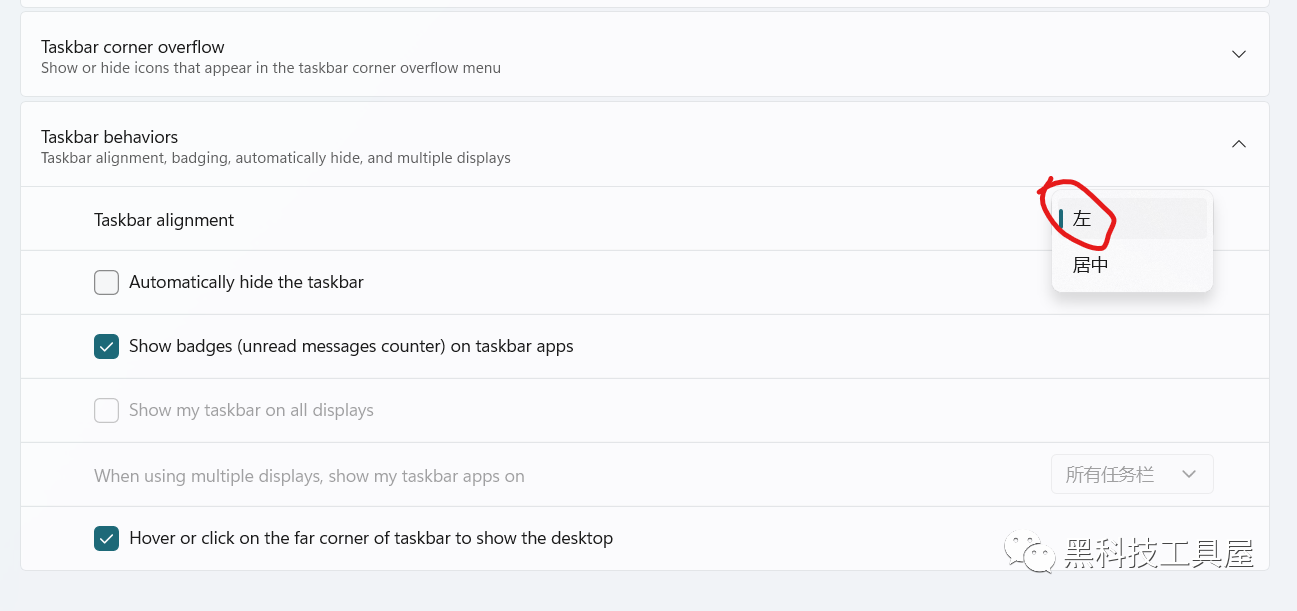 Taskbar corner overflow
Show or hide icons that appear in the taskbar corner overflow menu
Taskbar behaviors
Taskbar alignment, badging, automatically hide, and multiple displays
Taskbar alignment
左
居中
Automatically hide the taskbar
Show badges (unread messages counter) on taskbar apps
Show my taskbar on all displays
When using multiple displays, show my taskbar apps on
所有任务栏
Hover or click on the far corner of taskbar to show the desktop
黑科技工具屋